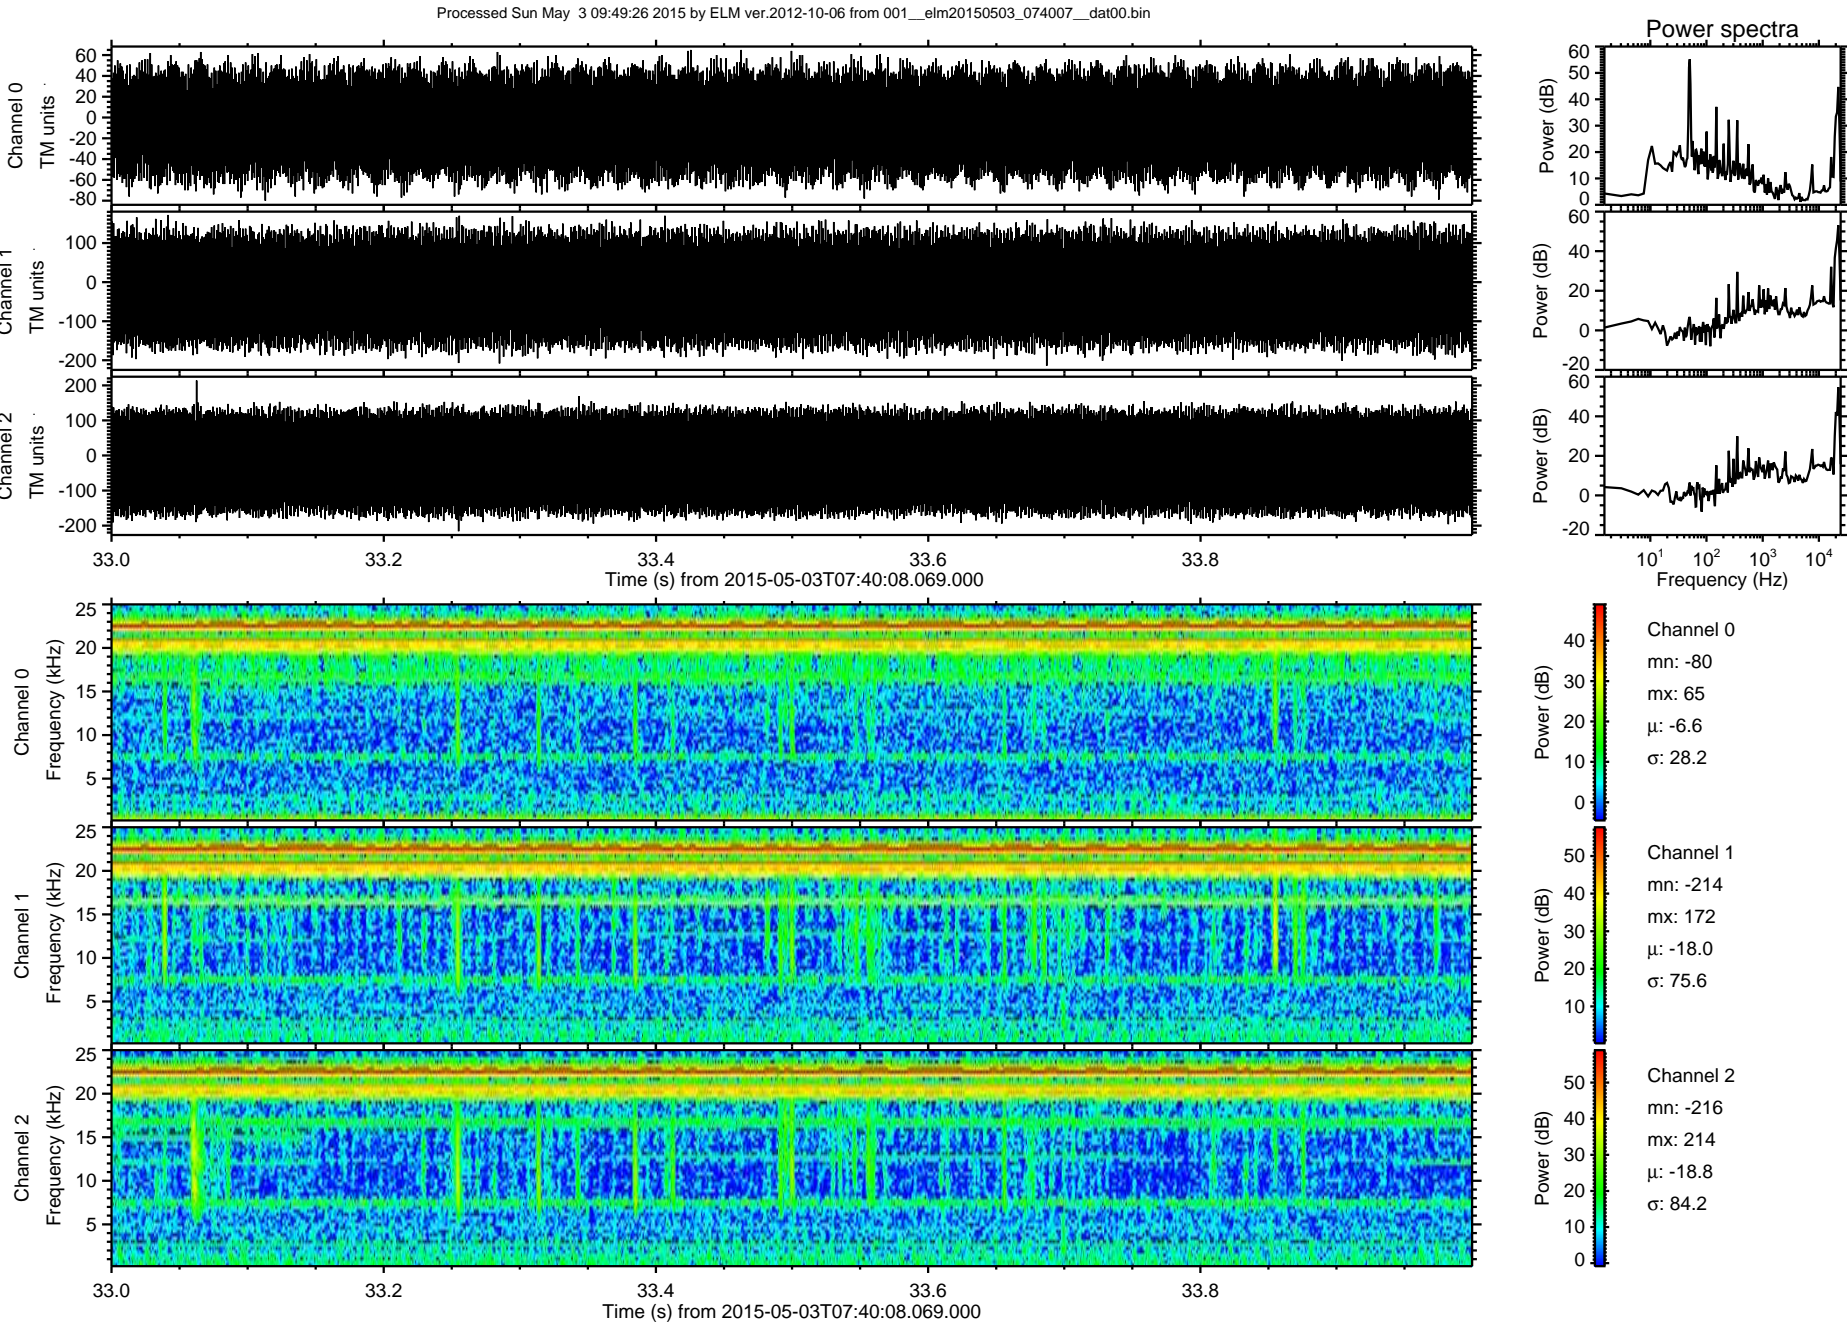 Processed Sun May  3 09:49:26 2015 by ELM ver.2012-10-06 from 001__elm20150503_074007__dat00.bin
Power spectra
Channel 0
TM units
60
40
20
0
-20
-40
-60
-80
Power (dB)
60
50
40
30
20
10
0
Channel 1
TM units
100
0
-100
-200
Power (dB)
60
40
20
0
-20
Channel 2
TM units
200
100
0
-100
-200
Power (dB)
60
40
20
0
-20
33.0 33.2 33.4 33.6 33.8
Time (s) from 2015-05-03T07:40:08.069.000
10¹ 10² 10³ 10⁴
Frequency (Hz)
Channel 0
Frequency (kHz)
25
20
15
10
5
Power (dB)
40
30
20
10
0
Channel 0
mn: -80
mx: 65
µ: -6.6
σ: 28.2
Channel 1
Frequency (kHz)
25
20
15
10
5
Power (dB)
50
40
30
20
10
Channel 1
mn: -214
mx: 172
µ: -18.0
σ: 75.6
Channel 2
Frequency (kHz)
25
20
15
10
5
Power (dB)
50
40
30
20
10
0
Channel 2
mn: -216
mx: 214
µ: -18.8
σ: 84.2
33.0 33.2 33.4 33.6 33.8
Time (s) from 2015-05-03T07:40:08.069.000